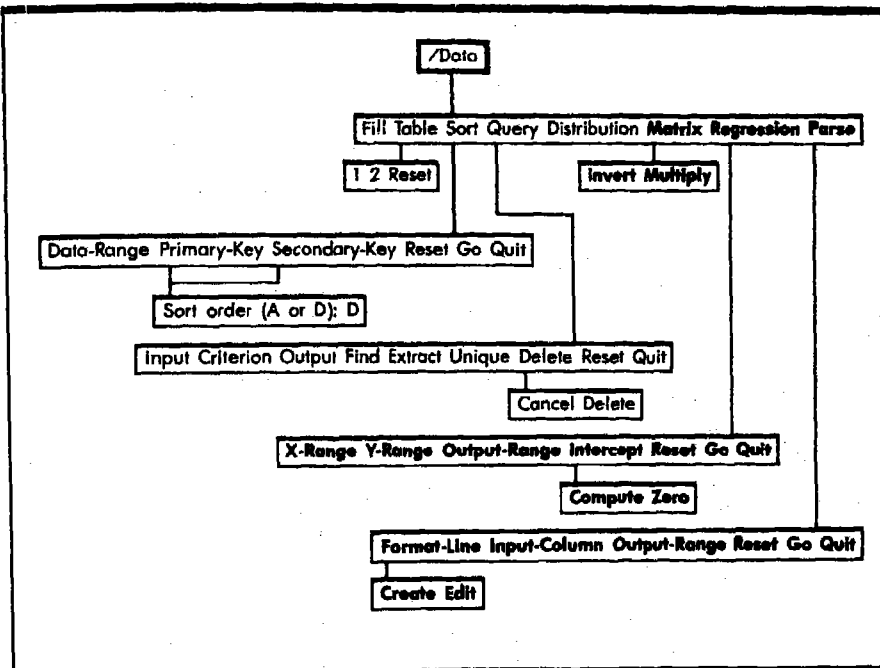 /Data
Fill Table Sort Query Distribution Matrix Regression Parse
1 2 Reset
Invert Multiply
Data-Range Primary-Key Secondary-Key Reset Go Quit
Sort order (A or D): D
Input Criterion Output Find Extract Unique Delete Reset Quit
Cancel Delete
X-Range Y-Range Output-Range Intercept Reset Go Quit
Compute Zero
Format-Line Input-Column Output-Range Reset Go Quit
Create Edit